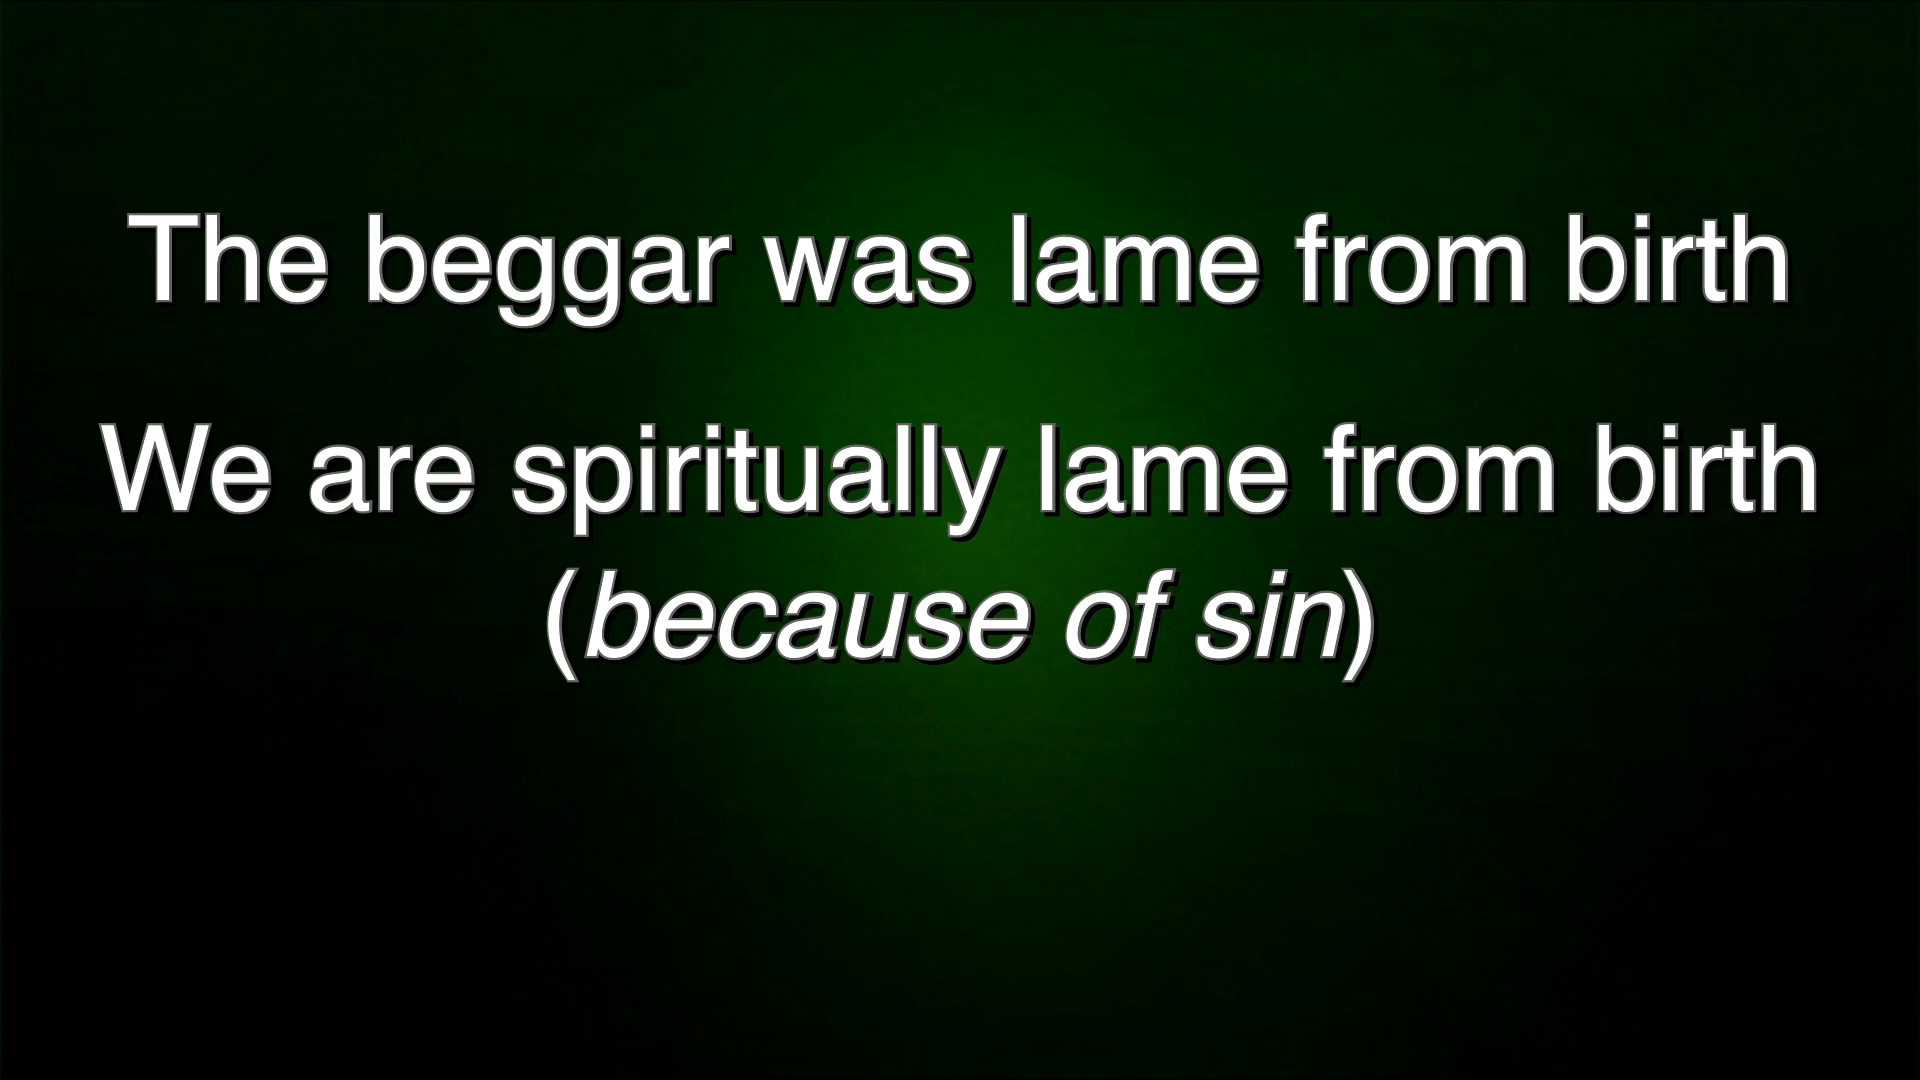 The beggar was lame from birth
We are spiritually lame from birth
(because of sin)